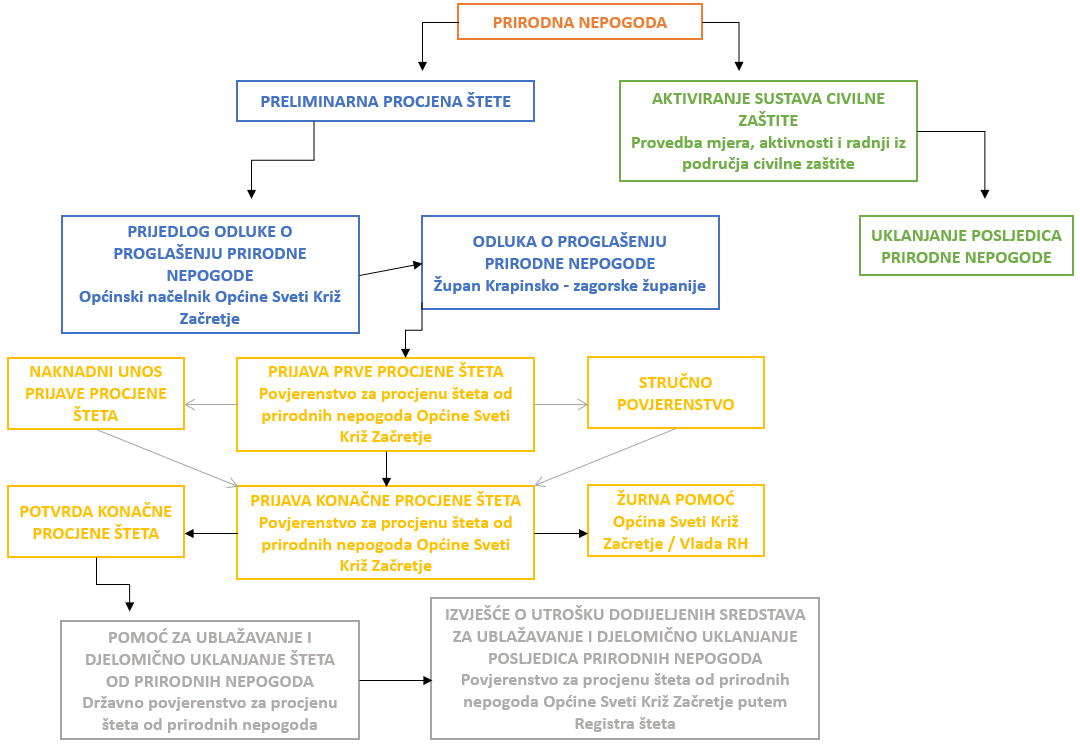 PRIRODNA NEPOGODA
PRELIMINARNA PROCJENA ŠTETE
AKTIVIRANJE SUSTAVA CIVILNE
ZAŠTITE
Provedba mjera, aktivnosti i radnji iz
područja civilne zaštite
PRIJEDLOG ODLUKE O
PROGLAŠENJU PRIRODNE
NEPOGODE
Općinski načelnik Općine Sveti Križ
Začretje
ODLUKA O PROGLAŠENJU
PRIRODNE NEPOGODE
Župan Krapinsko - zagorske županije
UKLANJANJE POSLJEDICA
PRIRODNE NEPOGODE
NAKNADNI UNOS
PRIJAVE PROCJENE
ŠTETA
PRIJAVA PRVE PROCJENE ŠTETA
Povjerenstvo za procjenu šteta od
prirodnih nepogoda Općine Sveti
Križ Začretje
STRUČNO
POVJERENSTVO
POTVRDA KONAČNE
PROCJENE ŠTETA
PRIJAVA KONAČNE PROCJENE ŠTETA
Povjerenstvo za procjenu šteta od
prirodnih nepogoda Općine Sveti
Križ Začretje
ŽURNA POMOĆ
Općina Sveti Križ
Začretje / Vlada RH
POMOĆ ZA UBLAŽAVANJE I
DJELOMIČNO UKLANJANJE ŠTETA
OD PRIRODNIH NEPOGODA
Državno povjerenstvo za procjenu
šteta od prirodnih nepogoda
IZVJEŠĆE O UTROŠKU DODIJELJENIH SREDSTAVA
ZA UBLAŽAVANJE I DJELOMIČNO UKLANJANJE
POSLJEDICA PRIRODNIH NEPOGODA
Povjerenstvo za procjenu šteta od prirodnih
nepogoda Općine Sveti Križ Začretje putem
Registra šteta